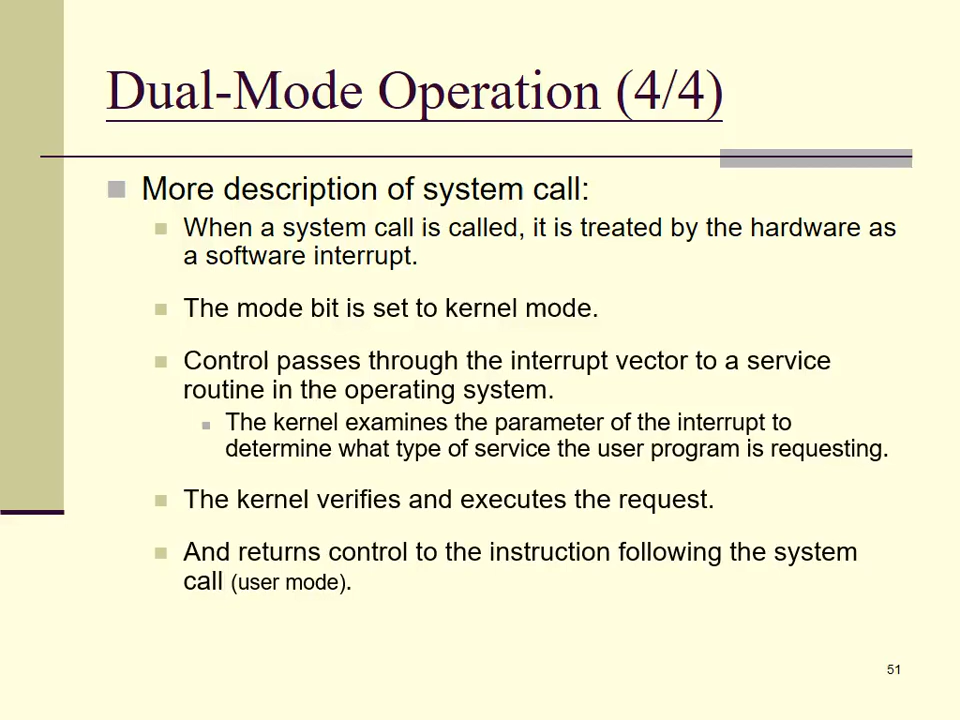 Dual-Mode Operation (4/4)
More description of system call:
When a system call is called, it is treated by the hardware as
a software interrupt.
The mode bit is set to kernel mode.
Control passes through the interrupt vector to a service
routine in the operating system.
The kernel examines the parameter of the interrupt to
determine what type of service the user program is requesting.
The kernel verifies and executes the request.
And returns control to the instruction following the system
call (user mode).
51